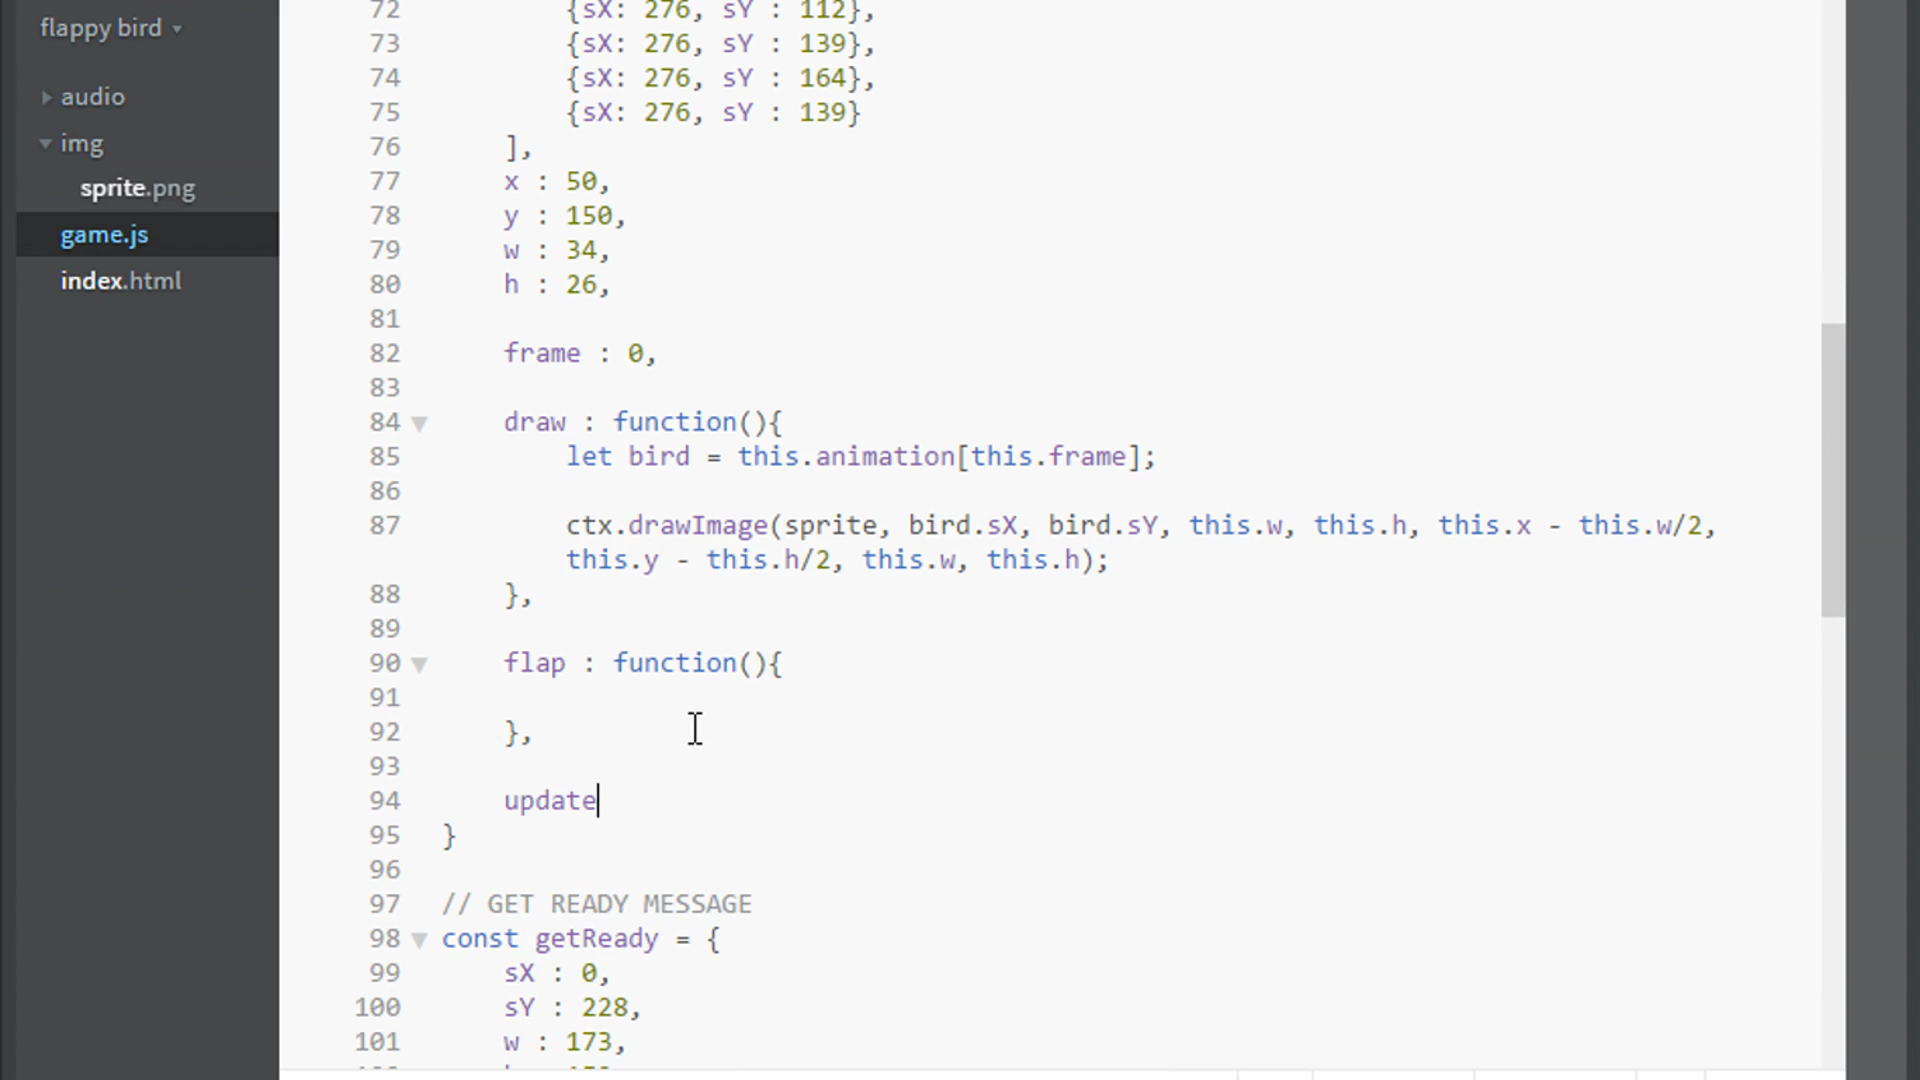 flappy bird
audio
img
sprite.png
game.js
index.html
72 {sX: 276, sY : 112},
73 {sX: 276, sY : 139},
74 {sX: 276, sY : 164},
75 {sX: 276, sY : 139}
76 ],
77 x : 50,
78 y : 150,
79 w : 34,
80 h : 26,
81
82 frame : 0,
83
84 draw : function(){
85 let bird = this.animation[this.frame];
86
87 ctx.drawImage(sprite, bird.sX, bird.sY, this.w, this.h, this.x - this.w/2,
this.y - this.h/2, this.w, this.h);
88 },
89
90 flap : function(){
91
92 },
93
94 update
95 }
96
97 // GET READY MESSAGE
98 const getReady = {
99 sX : 0,
100 sY : 228,
101 w : 173,